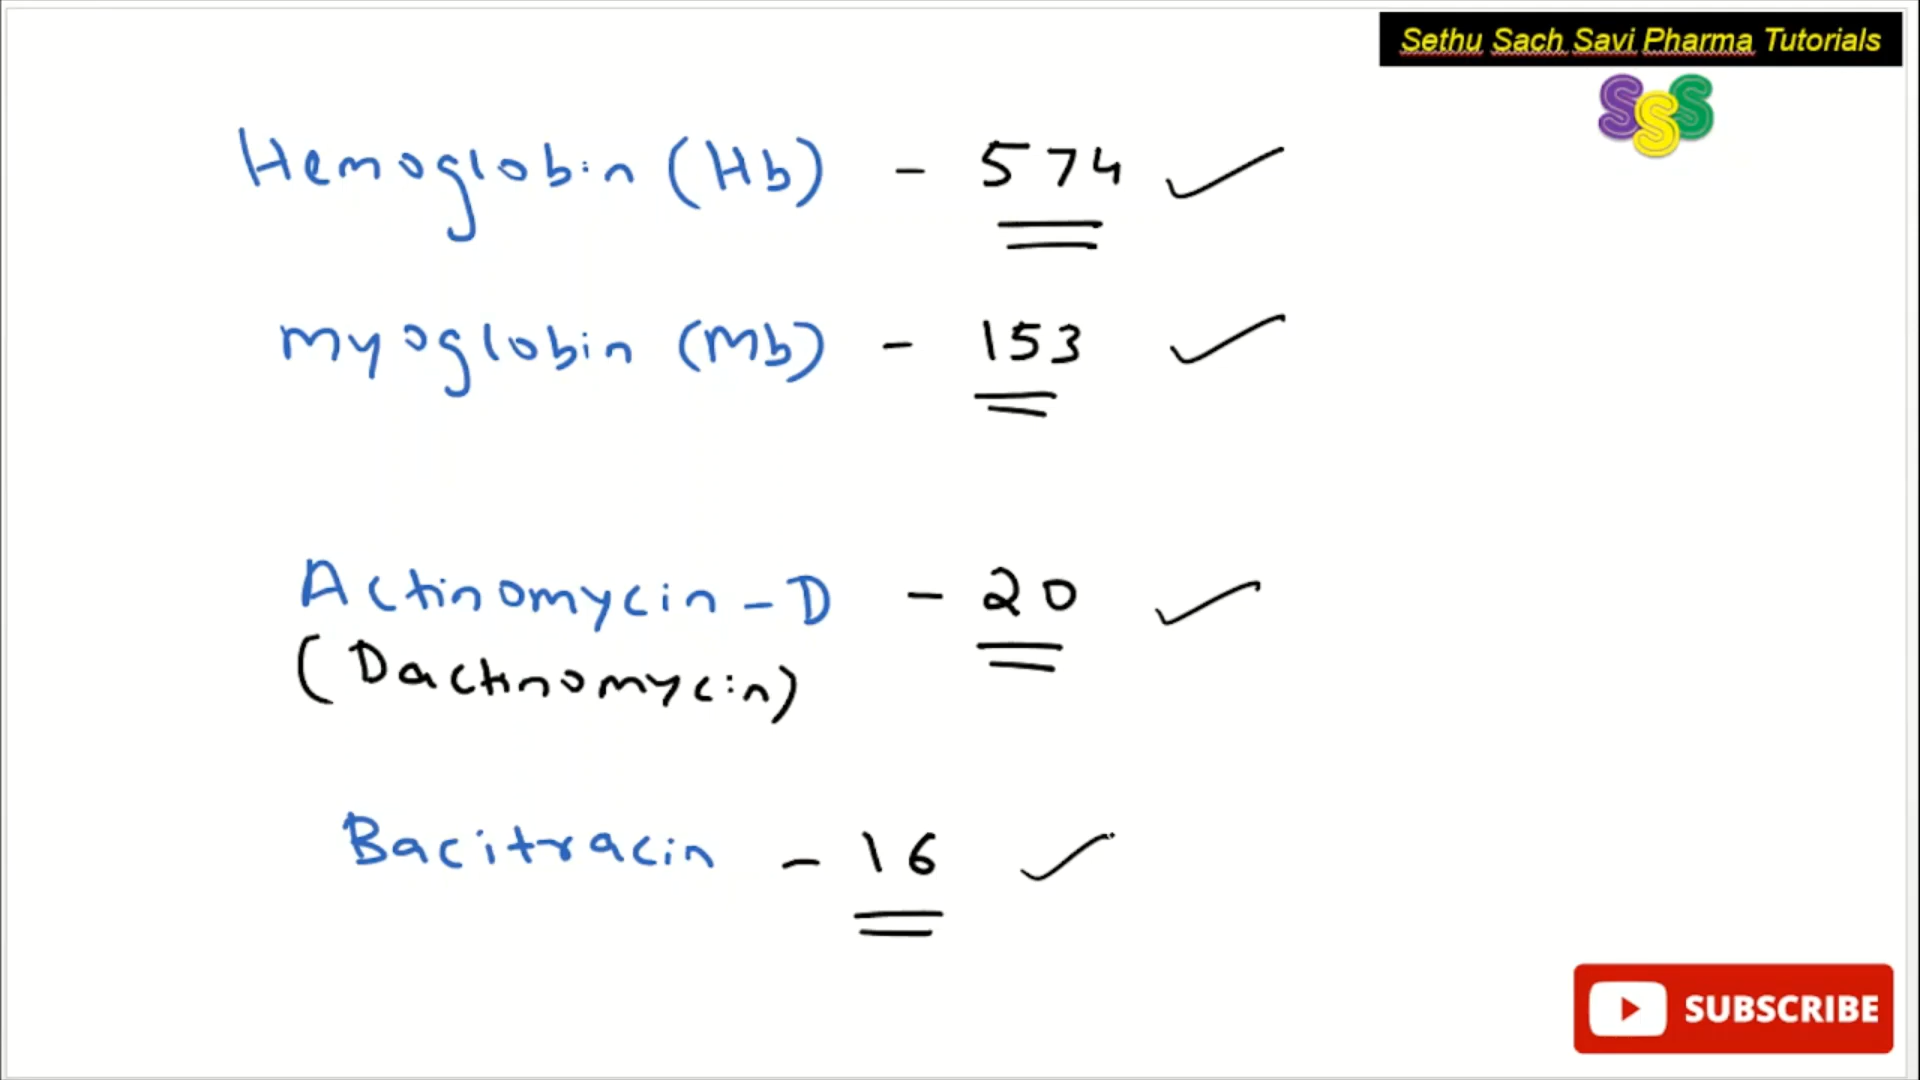 Sethu Sach Savi Pharma Tutorials
SSS
Hemoglobin (Hb) - 574
Myoglobin (Mb) - 153
Actinomycin - D - 20
(Dactinomycin)
Bacitracin - 16
SUBSCRIBE